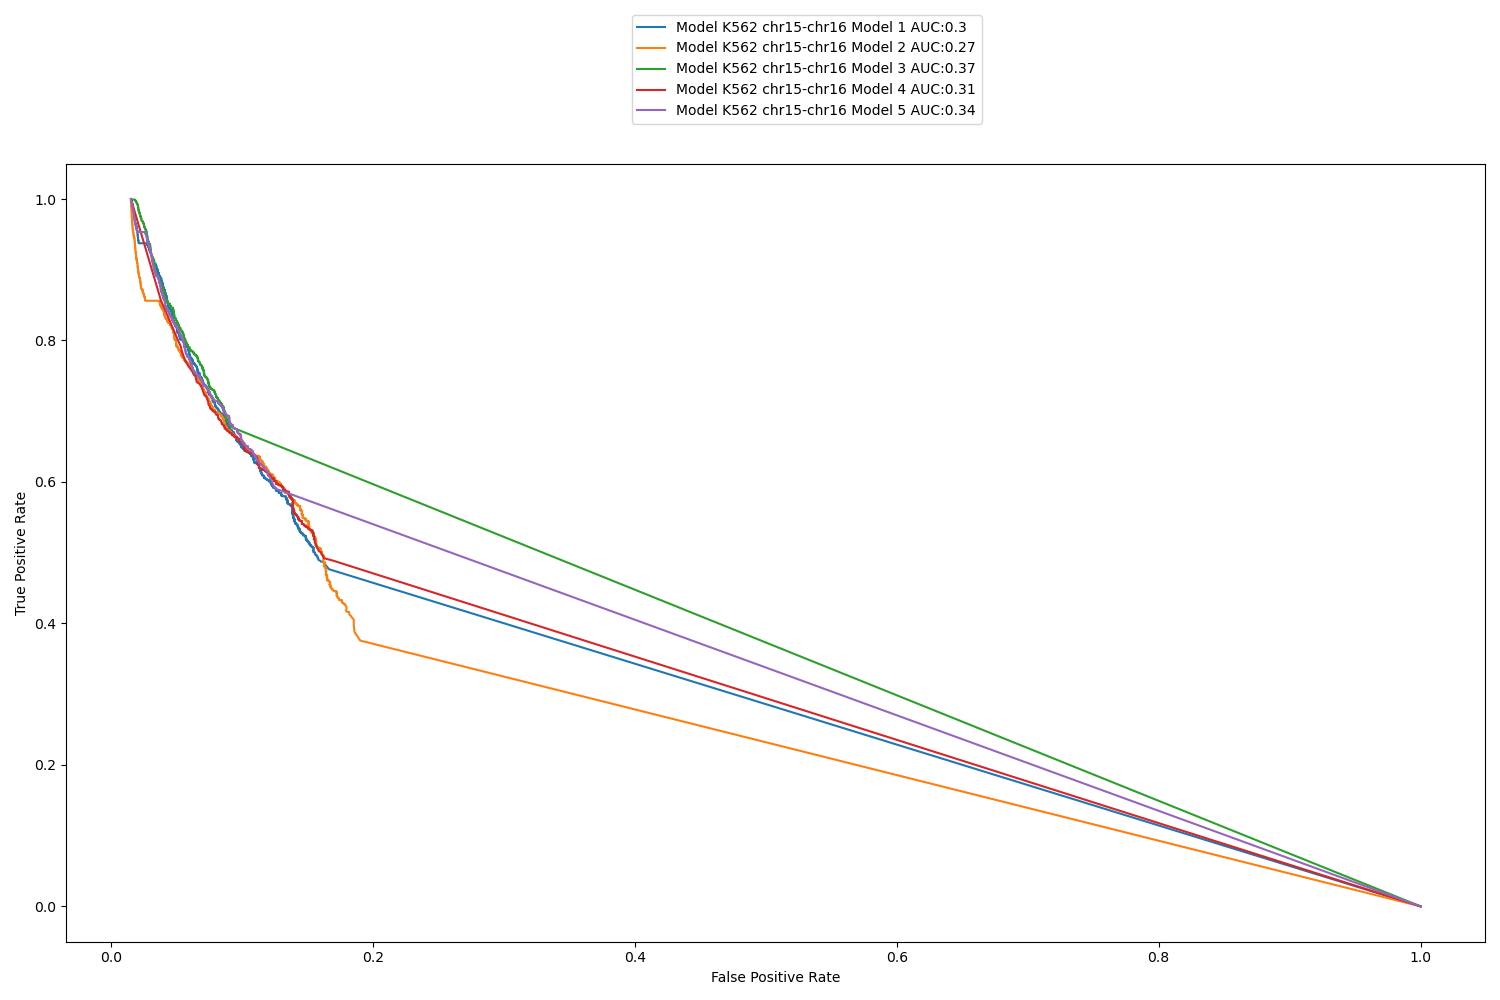 Model K562 chr15-chr16 Model 1 AUC:0.3
Model K562 chr15-chr16 Model 2 AUC:0.27
Model K562 chr15-chr16 Model 3 AUC:0.37
Model K562 chr15-chr16 Model 4 AUC:0.31
Model K562 chr15-chr16 Model 5 AUC:0.34
1.0
0.8
0.6
0.4
0.2
0.0
True Positive Rate
0.0 0.2 0.4 0.6 0.8 1.0
False Positive Rate